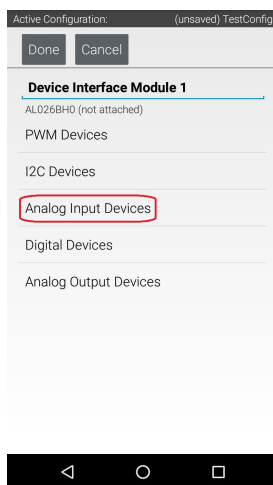 Active Configuration: (unsaved) TestConfig
Done Cancel
Device Interface Module 1
AL026BH0 (not attached)
PWM Devices
I2C Devices
Analog Input Devices
Digital Devices
Analog Output Devices